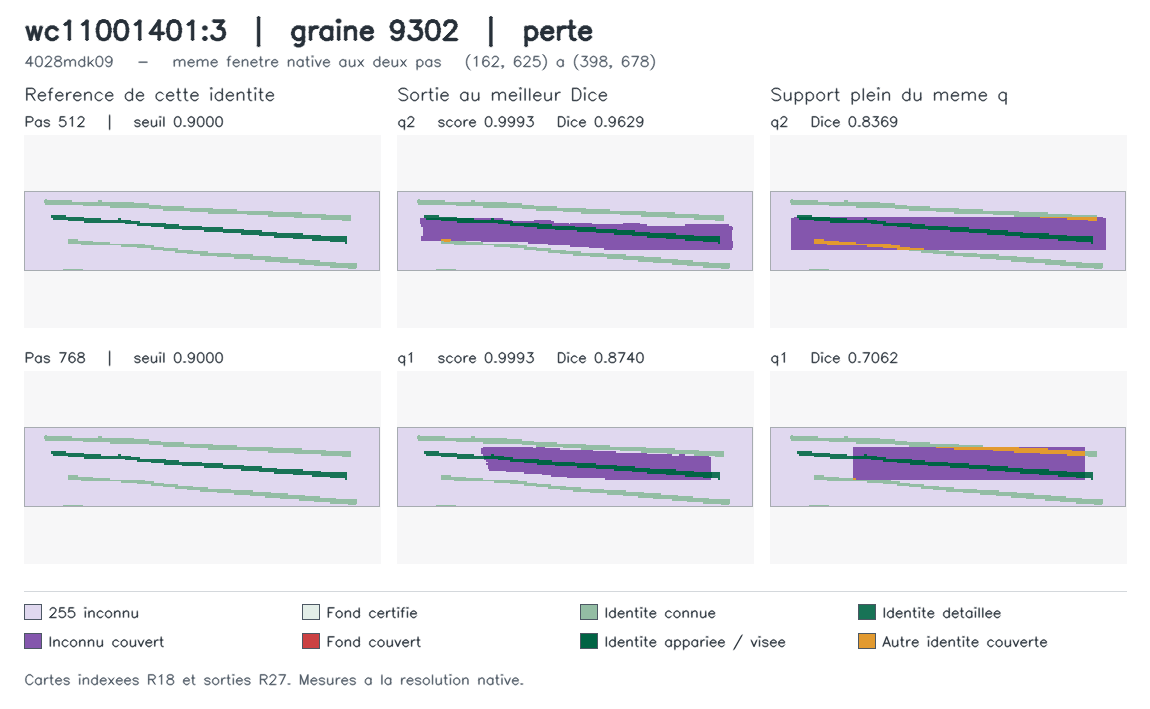 wc11001401:3 | graine 9302 | perte
4028mdk09 – meme fenetre native aux deux pas (162, 625) a (398, 678)
Reference de cette identite
Sortie au meilleur Dice
Support plein du meme q
Pas 512 | seuil 0.9000
q2 score 0.9993 Dice 0.9629
q2 Dice 0.8369
Pas 768 | seuil 0.9000
q1 score 0.9993 Dice 0.8740
q1 Dice 0.7062
255 inconnu
Fond certifie
Identite connue
Identite detaillee
Inconnu couvert
Fond couvert
Identite appariee / visee
Autre identite couverte
Cartes indexees R18 et sorties R27. Mesures a la resolution native.